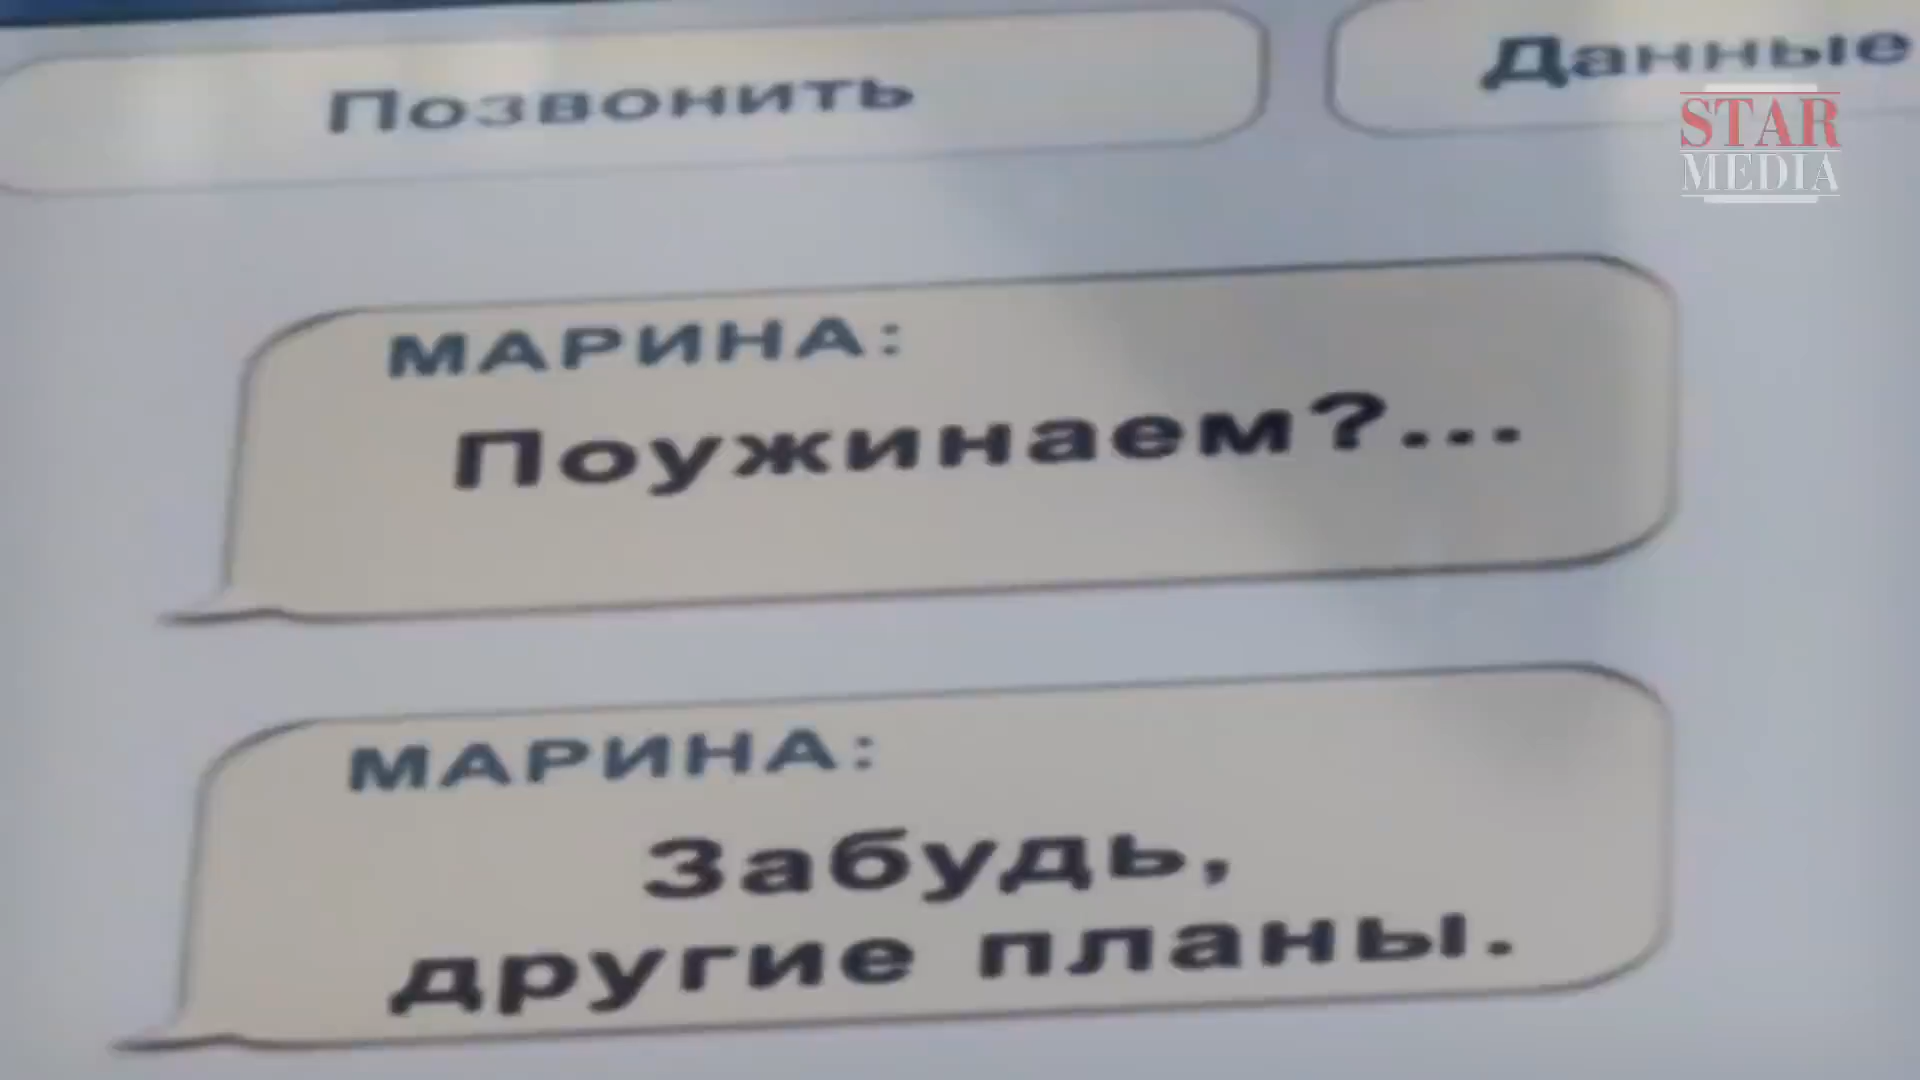 Позвонить
Данные
STAR
MEDIA
МАРИНА:
Поужинаем?...
МАРИНА:
Забудь,
другие планы.